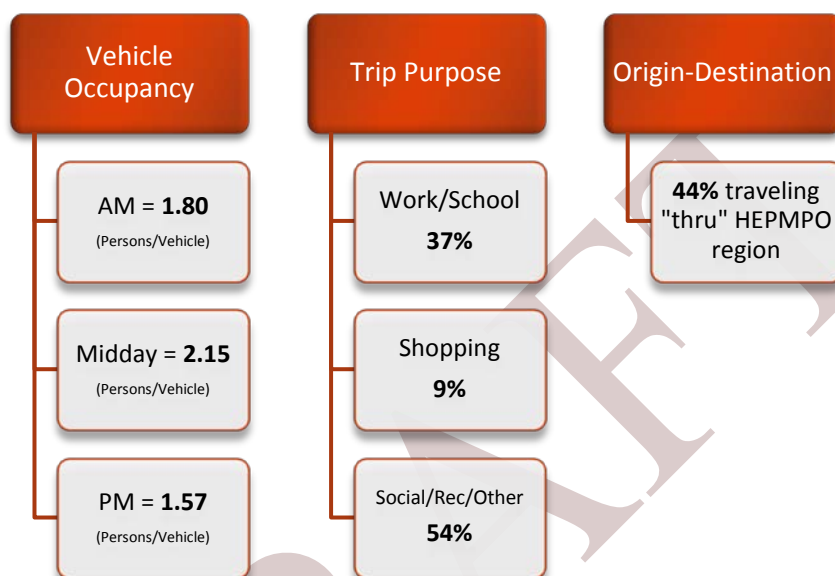 Vehicle
Occupancy
AM = 1.80
(Persons/Vehicle)
Midday = 2.15
(Persons/Vehicle)
PM = 1.57
(Persons/Vehicle)
Trip Purpose
Work/School
37%
Shopping
9%
Social/Rec/Other
54%
Origin-Destination
44% traveling
"thru" HEPMPO
region